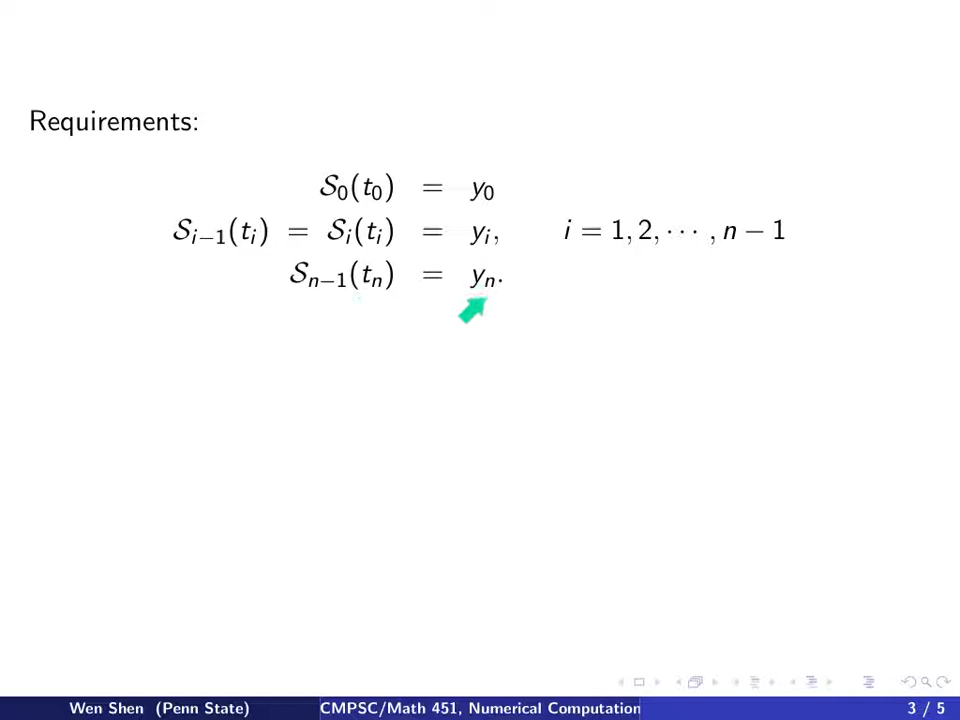 Requirements:
𝒮₀(t₀) = y₀
𝒮ᵢ₋₁(tᵢ) = 𝒮ᵢ(tᵢ) = yᵢ, i = 1, 2, ⋯ , n − 1
𝒮ₙ₋₁(tₙ) = yₙ.
Wen Shen (Penn State) CMPSC/Math 451, Numerical Computation 3 / 5